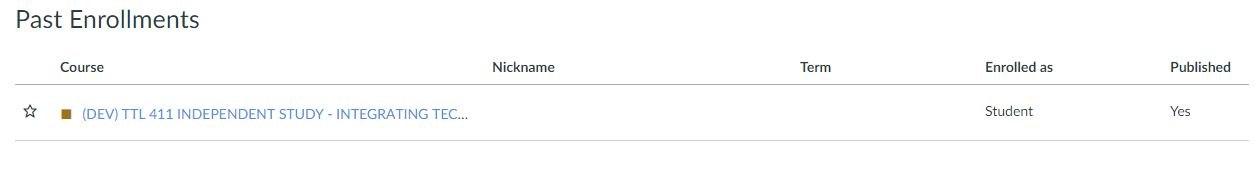 Past Enrollments
Course Nickname Term Enrolled as Published
(DEV) TTL 411 INDEPENDENT STUDY - INTEGRATING TEC... Student Yes